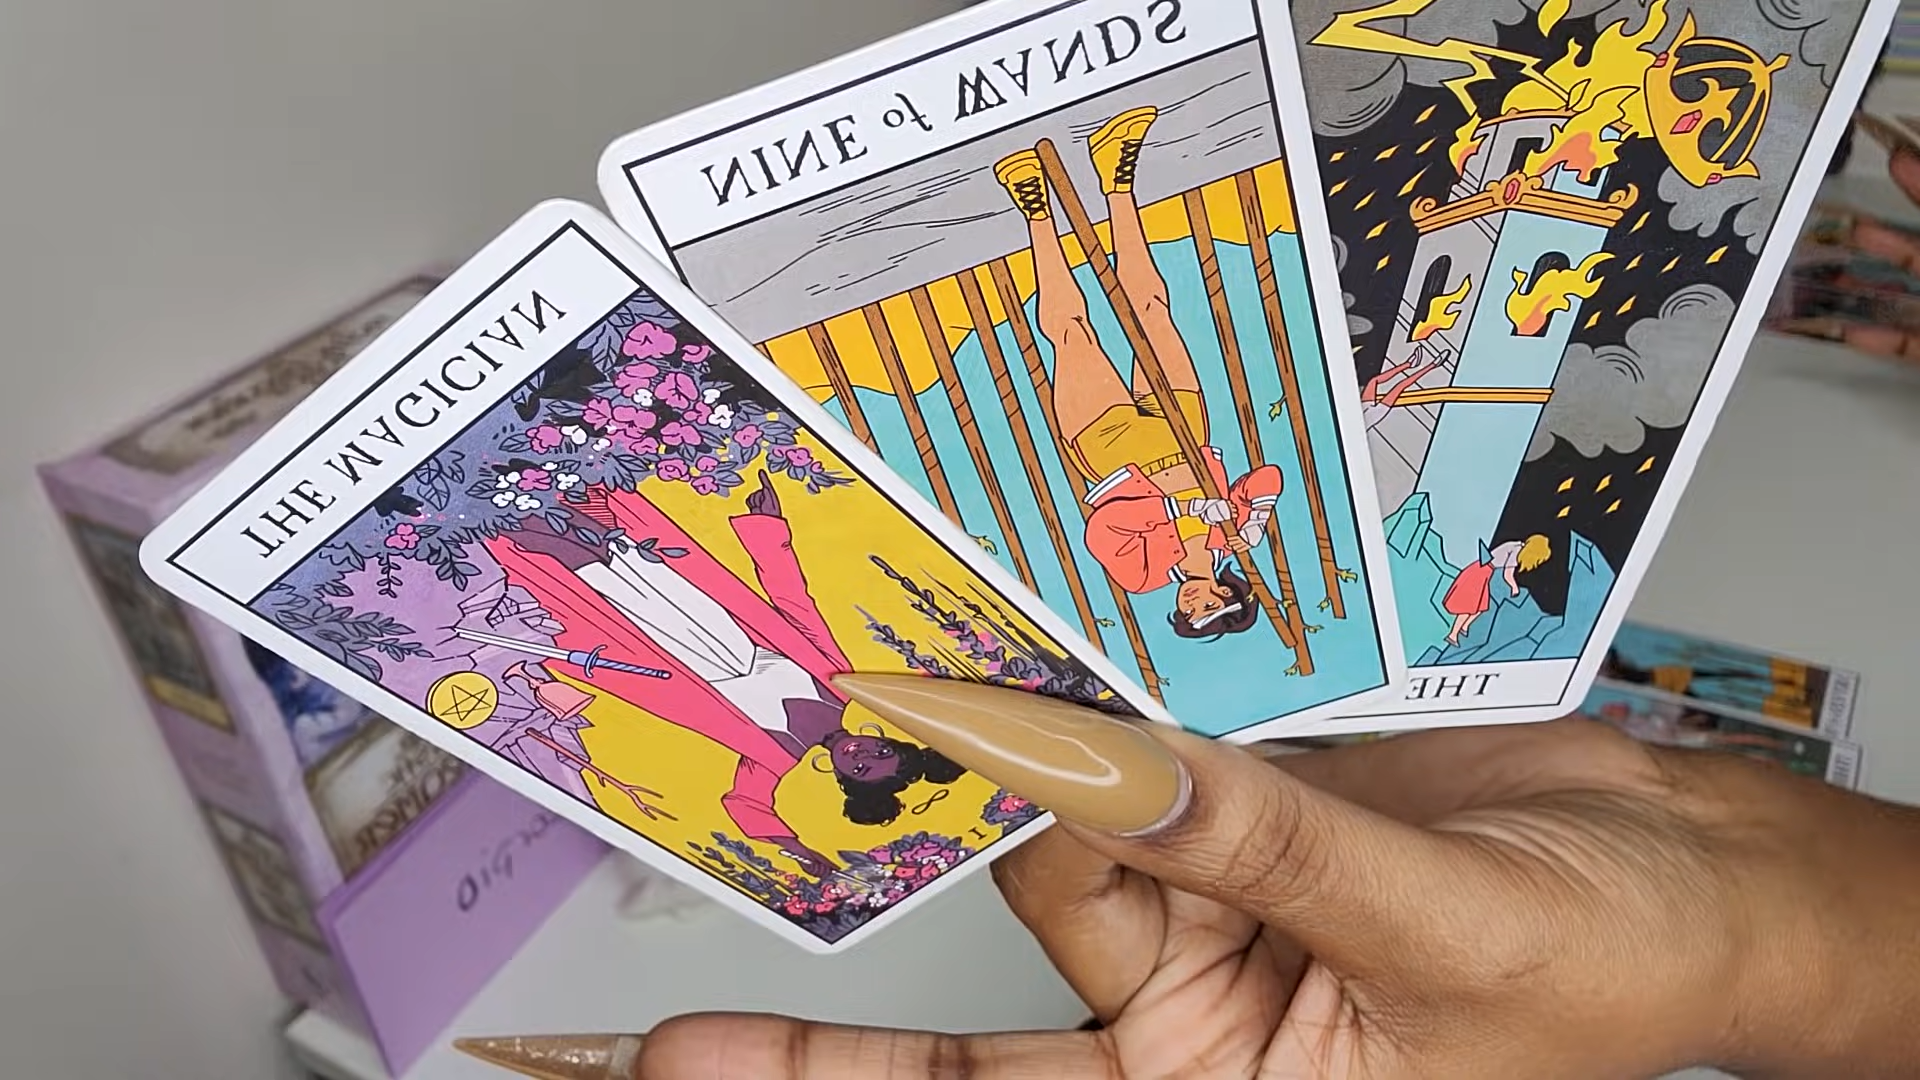 THE MAGICIAN
NINE of WANDS
THE
I